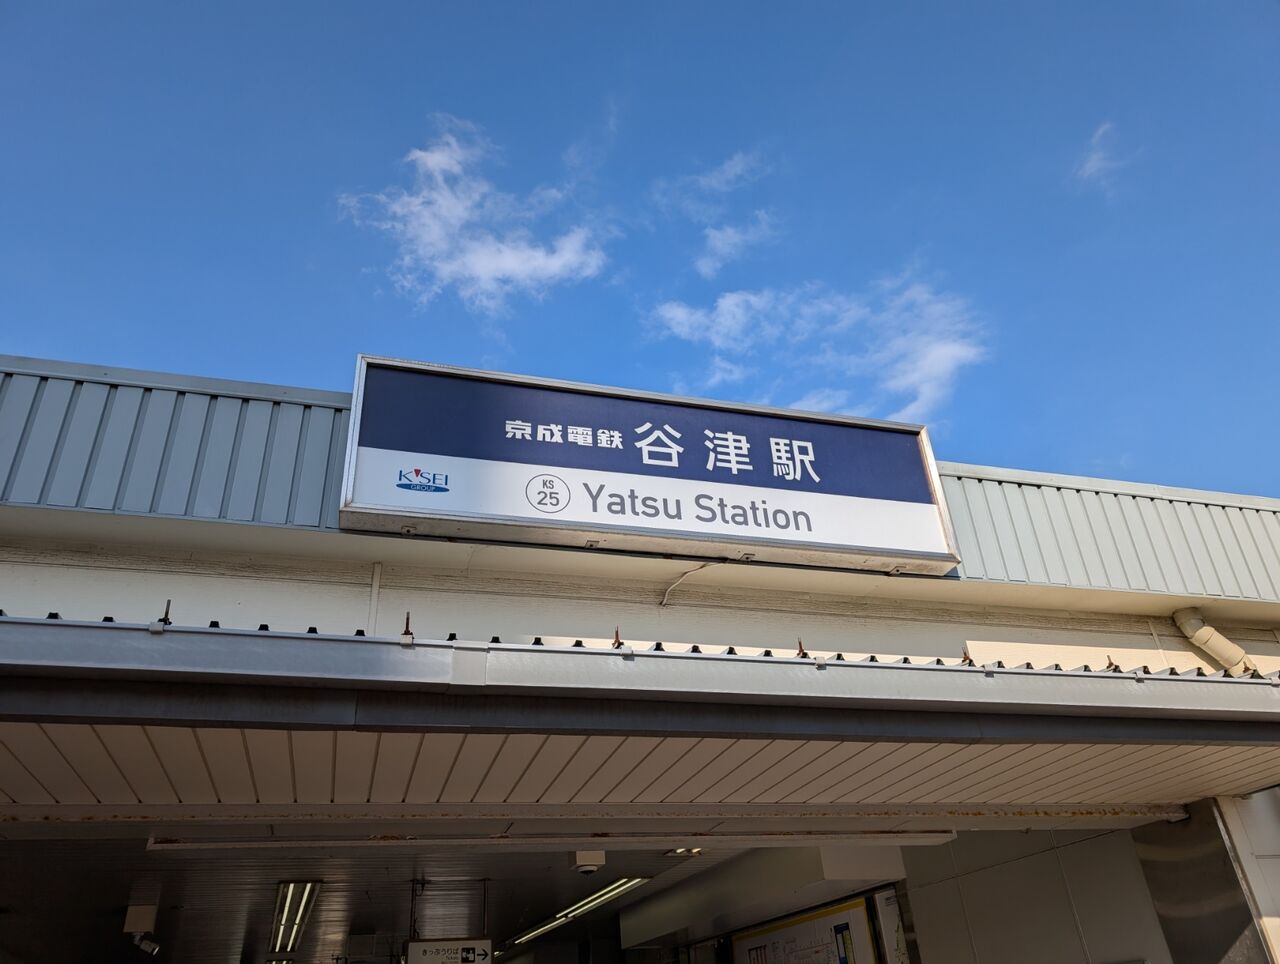 京成電鉄 谷津駅
K'SEI
GROUP
KS
25
Yatsu Station
きっぷうりば
Tickets